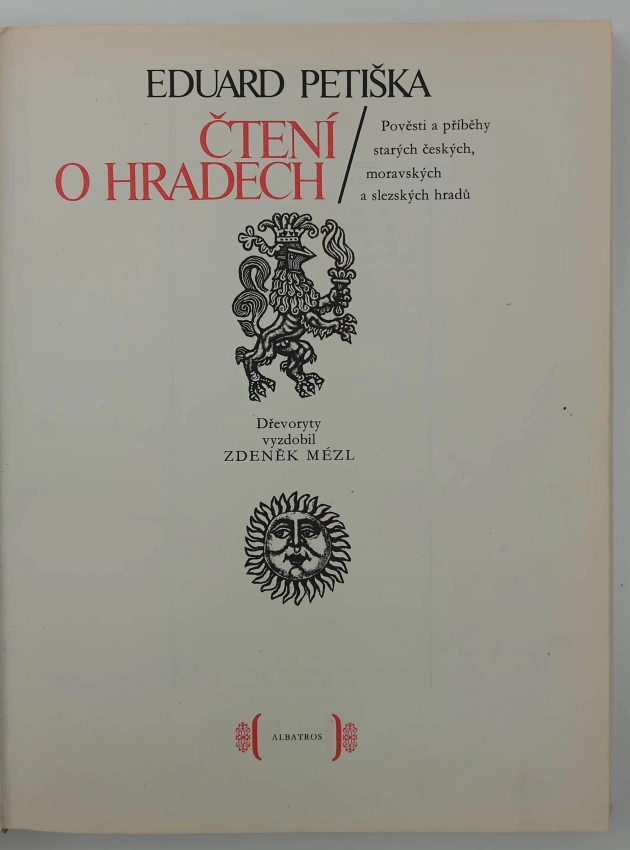 EDUARD PETIŠKA
ČTENÍ
O HRADECH
/
Pověsti a příběhy
starých českých,
moravských
a slezských hradů
Dřevoryty
vyzdobil
ZDENĚK MÉZL
ALBATROS